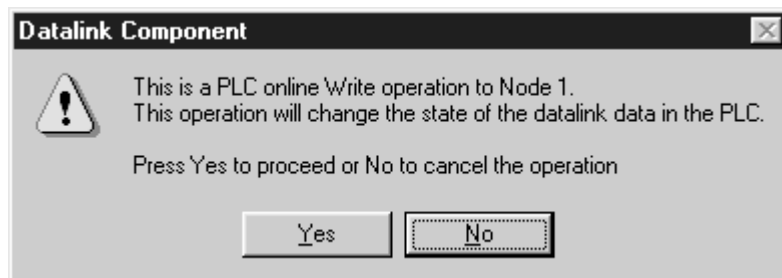 Datalink Component
This is a PLC online Write operation to Node 1.
This operation will change the state of the datalink data in the PLC.
Press Yes to proceed or No to cancel the operation
Yes No